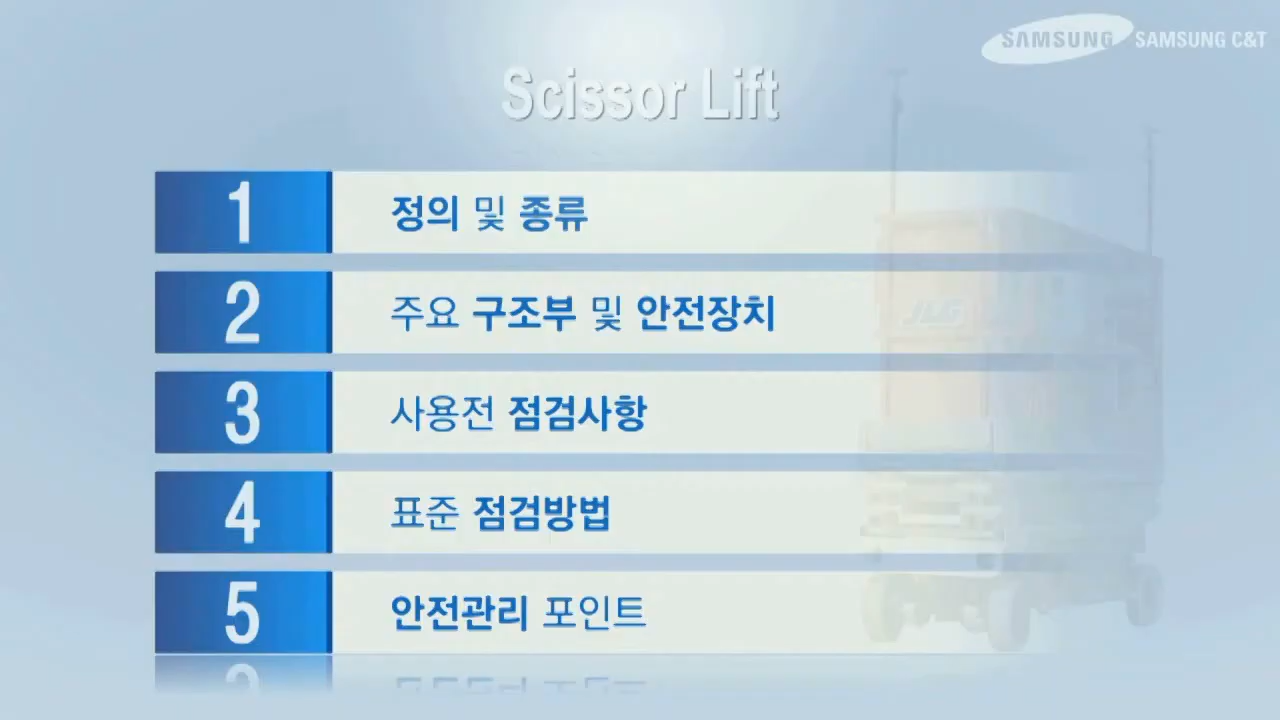 SAMSUNG SAMSUNG C&T
Scissor Lift
1 정의 및 종류
2 주요 구조부 및 안전장치
JLG
3 사용전 점검사항
4 표준 점검방법
5 안전관리 포인트